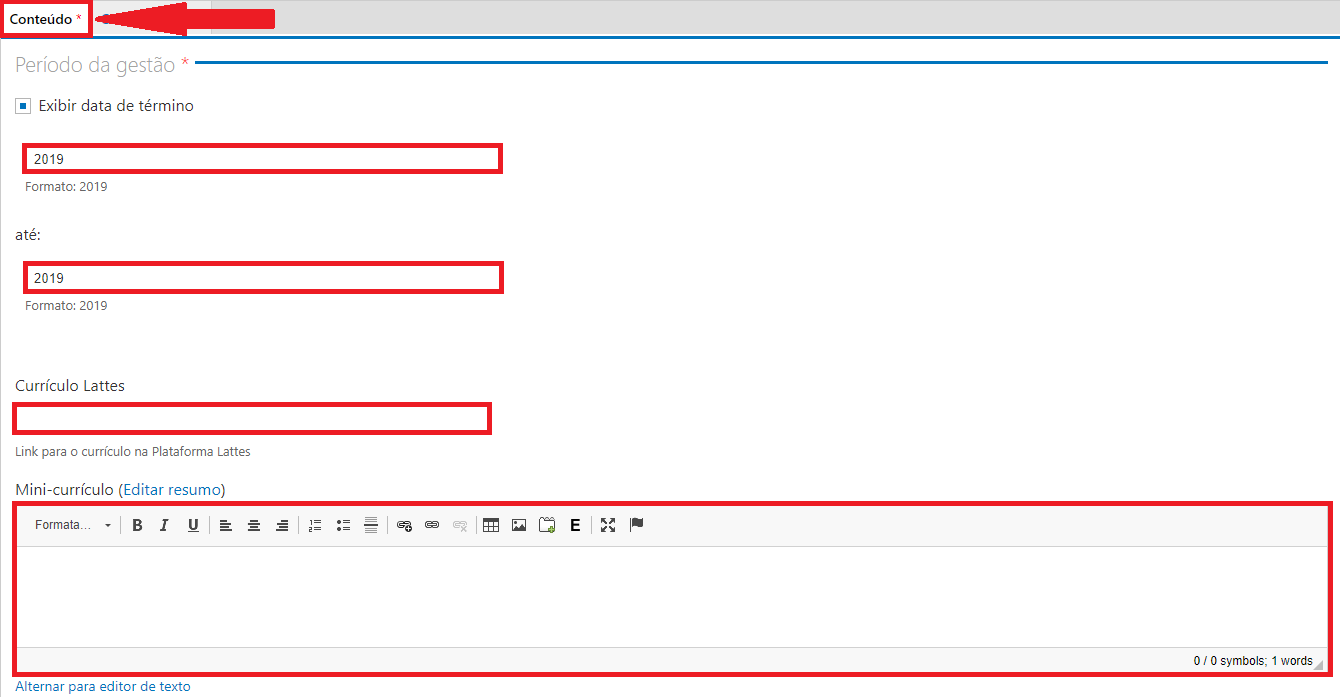 Conteúdo *
Período da gestão *
Exibir data de término
2019
Formato: 2019
até:
2019
Formato: 2019
Currículo Lattes
Link para o currículo na Plataforma Lattes
Mini-currículo (Editar resumo)
Formata... B I U E
0 / 0 symbols; 1 words
Alternar para editor de texto